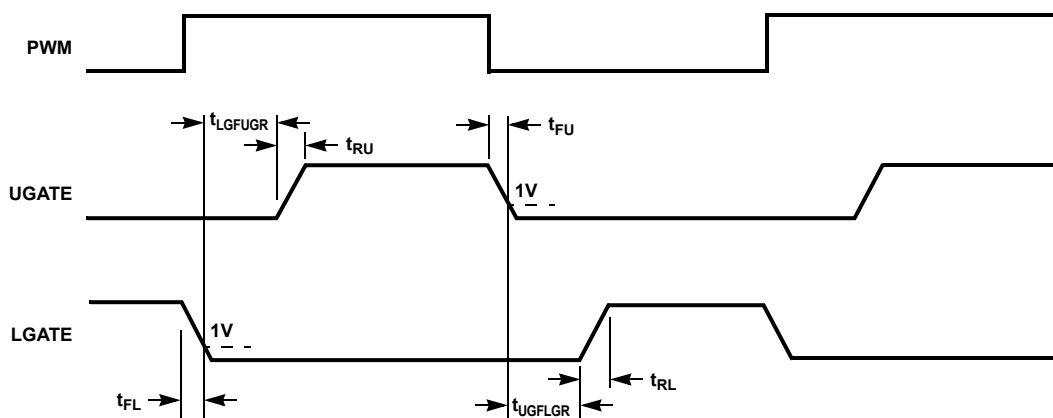 PWM
tLGFUGR
tFU
tRU
UGATE
1V
LGATE
1V
tRL
tFL
tUGFLGR